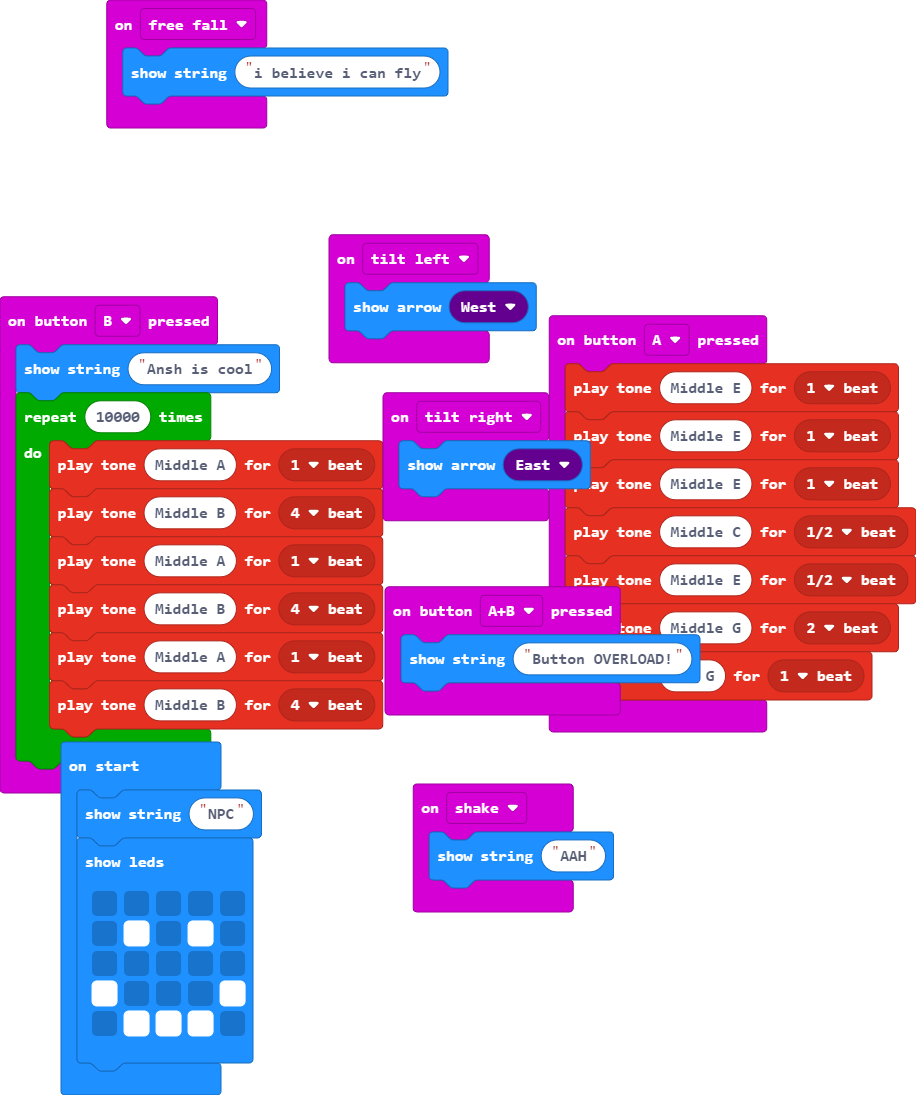 on free fall
show string "i believe i can fly"
on tilt left
show arrow West
on button B pressed
show string "Ansh is cool"
repeat 10000 times
do
play tone Middle A for 1 beat
play tone Middle B for 4 beat
play tone Middle A for 1 beat
play tone Middle B for 4 beat
play tone Middle A for 1 beat
play tone Middle B for 4 beat
on tilt right
show arrow East
on button A pressed
play tone Middle E for 1 beat
play tone Middle E for 1 beat
play tone Middle E for 1 beat
play tone Middle C for 1/2 beat
play tone Middle E for 1/2 beat
tone Middle G for 2 beat
G for 1 beat
on button A+B pressed
show string "Button OVERLOAD!"
on start
show string "NPC"
show leds
on shake
show string "AAH"